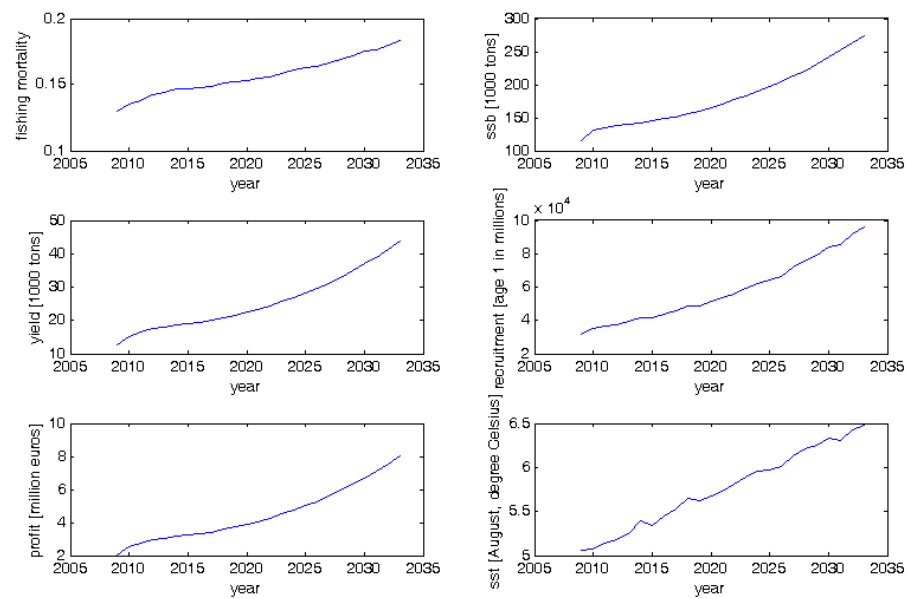 0.2
0.15
0.1
fishing mortality
2005 2010 2015 2020 2025 2030 2035
year
300
250
200
150
100
ssb [1000 tons]
2005 2010 2015 2020 2025 2030 2035
year
50
40
30
20
10
yield [1000 tons]
2005 2010 2015 2020 2025 2030 2035
year
× 10^4
10
8
6
4
2
recruitment [age 1 in millions]
2005 2010 2015 2020 2025 2030 2035
year
10
8
6
4
2
profit [million euros]
2005 2010 2015 2020 2025 2030 2035
year
6.5
6
5.5
5
sst [August, degree Celsius]
2005 2010 2015 2020 2025 2030 2035
year